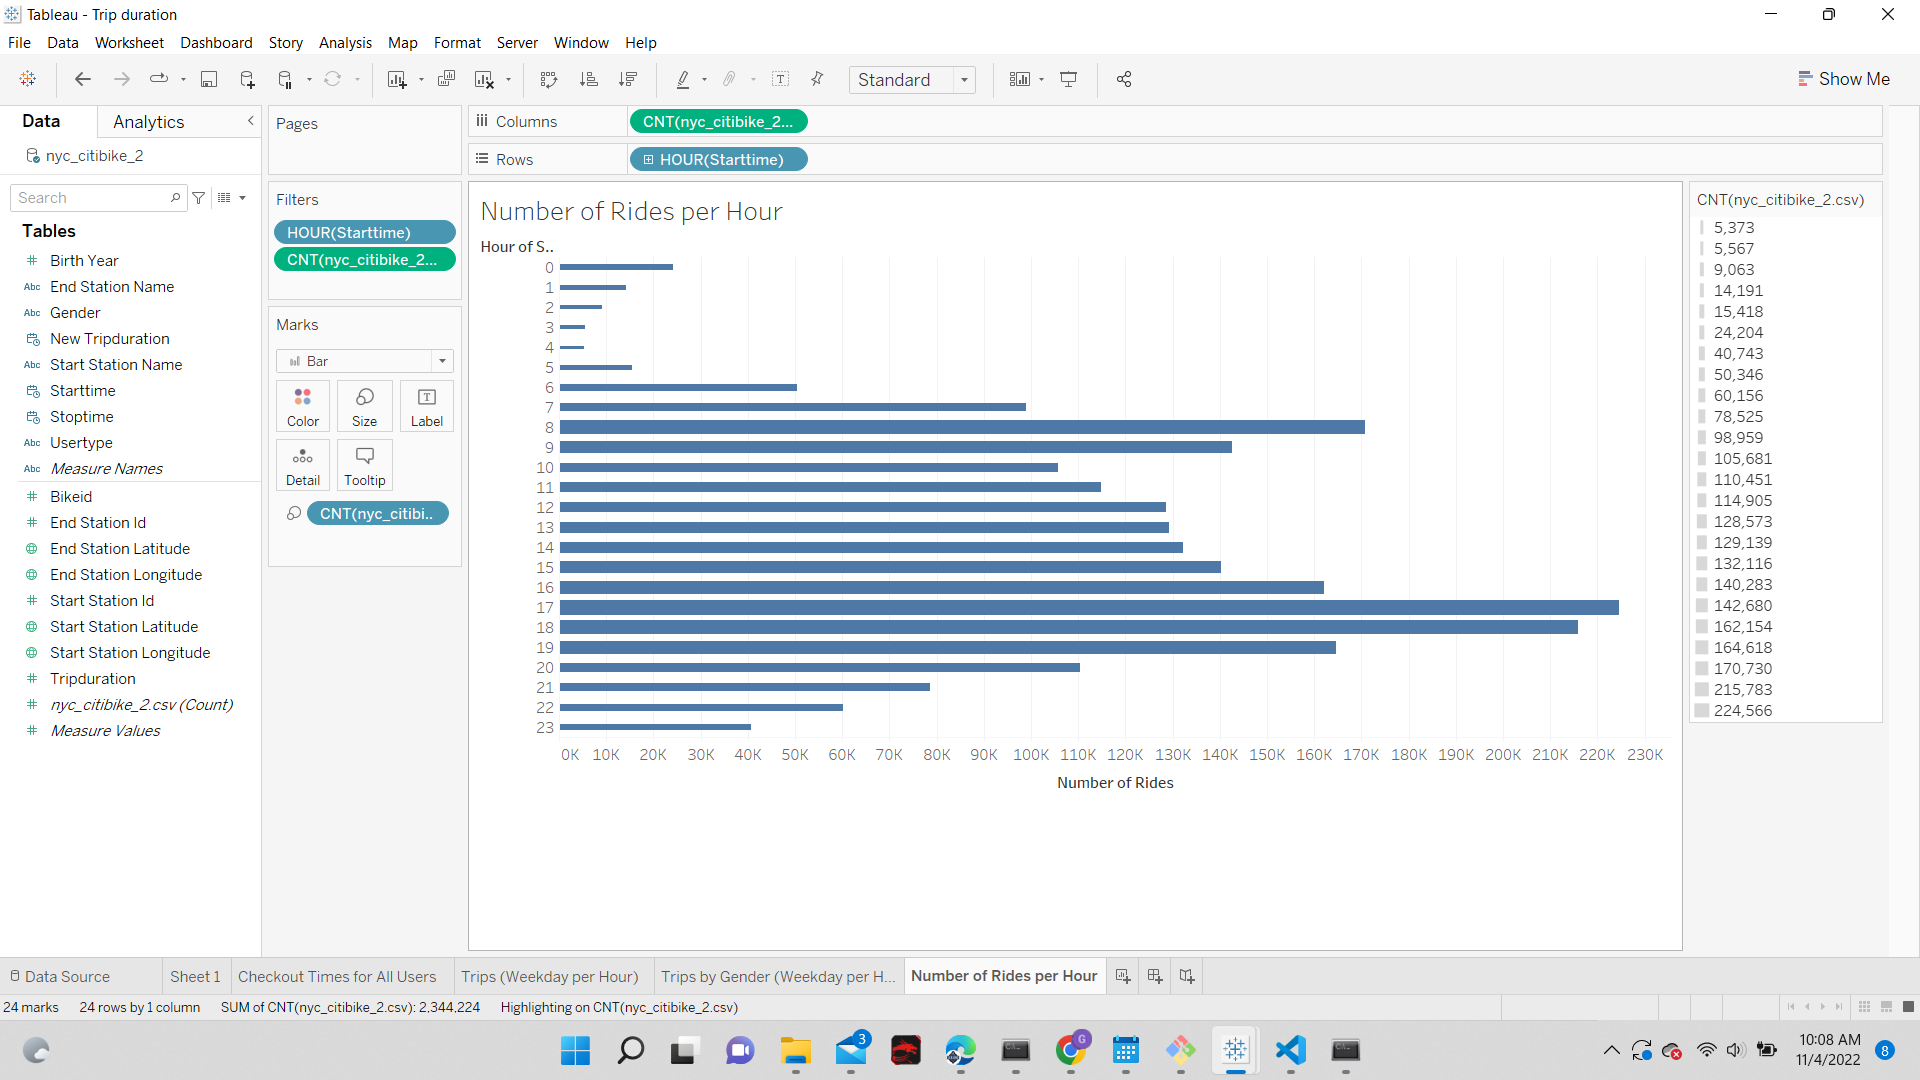 Tableau - Trip duration
File Data Worksheet Dashboard Story Analysis Map Format Server Window Help
Standard
Show Me
Data
Analytics
nyc_citibike_2
Search
Tables
Birth Year
Abc End Station Name
Abc Gender
New Tripduration
Abc Start Station Name
Starttime
Stoptime
Abc Usertype
Abc Measure Names
Bikeid
End Station Id
End Station Latitude
End Station Longitude
Start Station Id
Start Station Latitude
Start Station Longitude
Tripduration
nyc_citibike_2.csv (Count)
Measure Values
Pages
Filters
HOUR(Starttime)
CNT(nyc_citibike_2...
Marks
Bar
Color
Size
Label
Detail
Tooltip
CNT(nyc_citibi..
Columns
CNT(nyc_citibike_2...
Rows
HOUR(Starttime)
Number of Rides per Hour
Hour of S..
0
1
2
3
4
5
6
7
8
9
10
11
12
13
14
15
16
17
18
19
20
21
22
23
0K 10K 20K 30K 40K 50K 60K 70K 80K 90K 100K 110K 120K 130K 140K 150K 160K 170K 180K 190K 200K 210K 220K 230K
Number of Rides
CNT(nyc_citibike_2.csv)
5,373
5,567
9,063
14,191
15,418
24,204
40,743
50,346
60,156
78,525
98,959
105,681
110,451
114,905
128,573
129,139
132,116
140,283
142,680
162,154
164,618
170,730
215,783
224,566
Data Source
Sheet 1
Checkout Times for All Users
Trips (Weekday per Hour)
Trips by Gender (Weekday per H...
Number of Rides per Hour
24 marks 24 rows by 1 column SUM of CNT(nyc_citibike_2.csv): 2,344,224 Highlighting on CNT(nyc_citibike_2.csv)
3
G
10:08 AM
11/4/2022
8